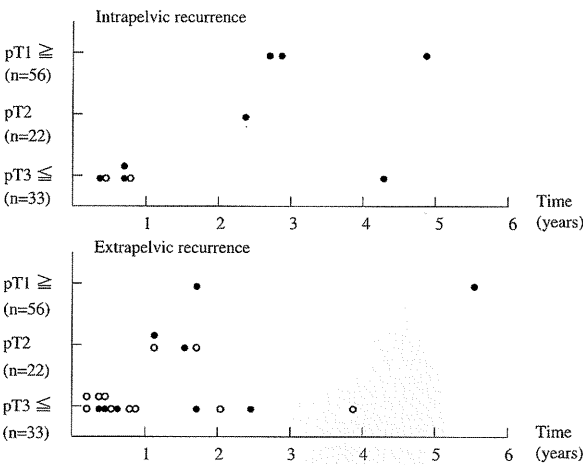 Intrapelvic recurrence
pT1 ≧
(n=56)
pT2
(n=22)
pT3 ≦
(n=33)
1 2 3 4 5 6
Time
(years)
Extrapelvic recurrence
pT1 ≧
(n=56)
pT2
(n=22)
pT3 ≦
(n=33)
1 2 3 4 5 6
Time
(years)